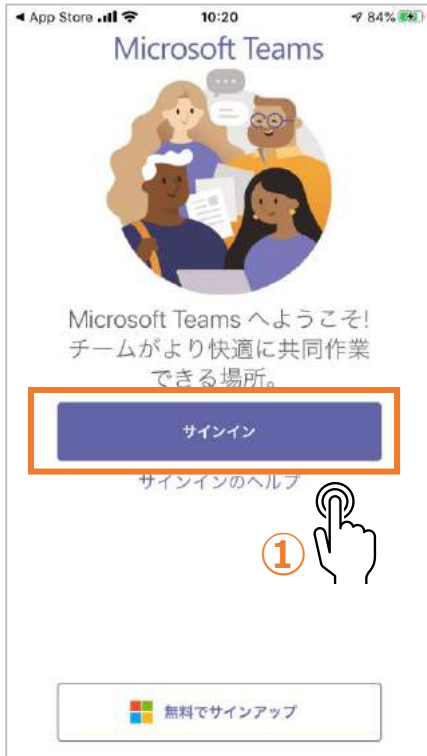 App Store 10:20 84%
Microsoft Teams
Microsoft Teams へようこそ!
チームがより快適に共同作業
できる場所。
サインイン
サインインのヘルプ
①
無料でサインアップ